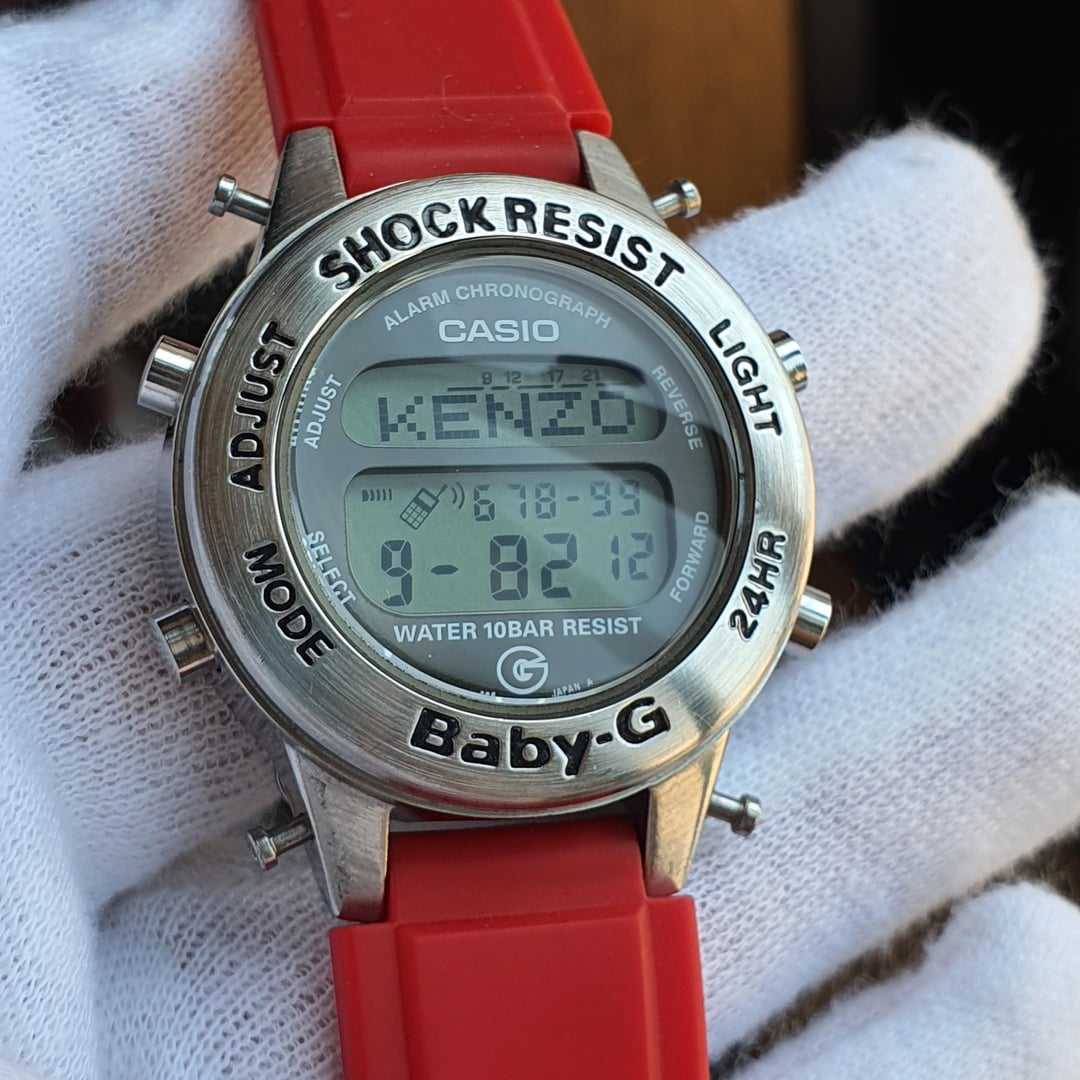 SHOCK RESIST
ALARM CHRONOGRAPH
CASIO
ADJUST
LIGHT
ADJUST
REVERSE
9 12 17 21
KENZO
678-99
9-82 12
SELECT
FORWARD
MODE
24HR
WATER 10BAR RESIST
G
JAPAN A
Baby-G